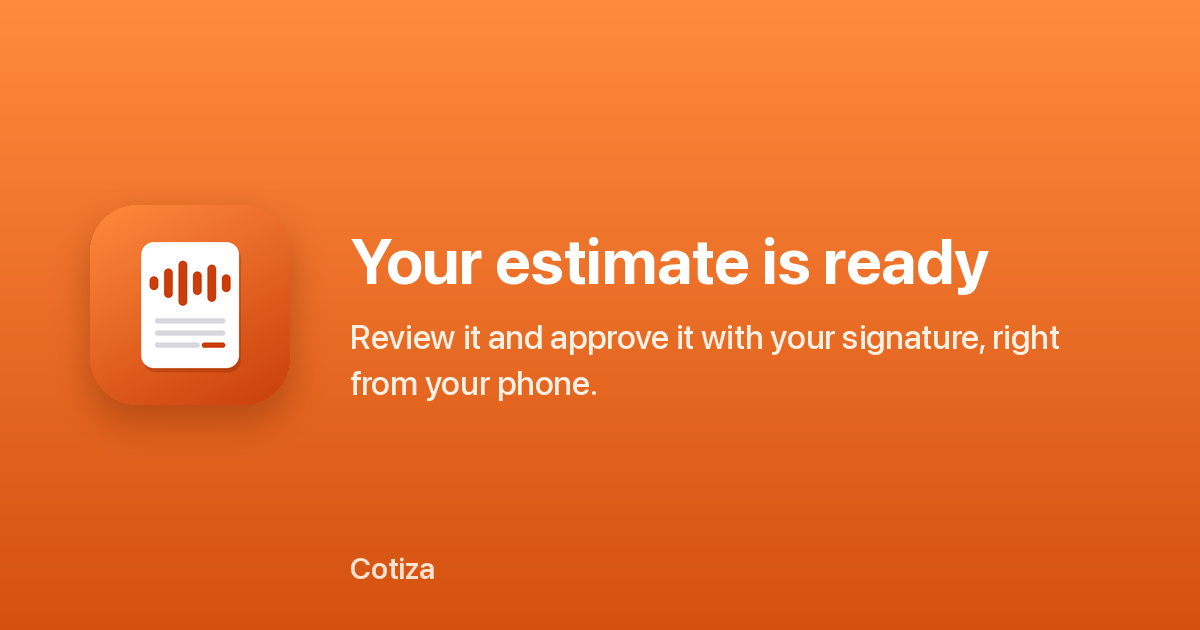 Your estimate is ready
Review it and approve it with your signature, right
from your phone.
Cotiza